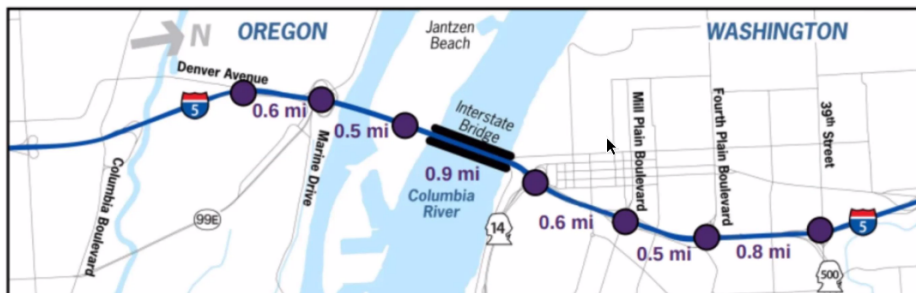 N
OREGON
Jantzen
Beach
WASHINGTON
Denver Avenue
5
0.6 mi
0.5 mi
Interstate
Bridge
Mill Plain Boulevard
Fourth Plain Boulevard
39th Street
Columbia Boulevard
Marine Drive
99E
0.9 mi
Columbia
River
14
0.6 mi
0.5 mi
0.8 mi
5
500